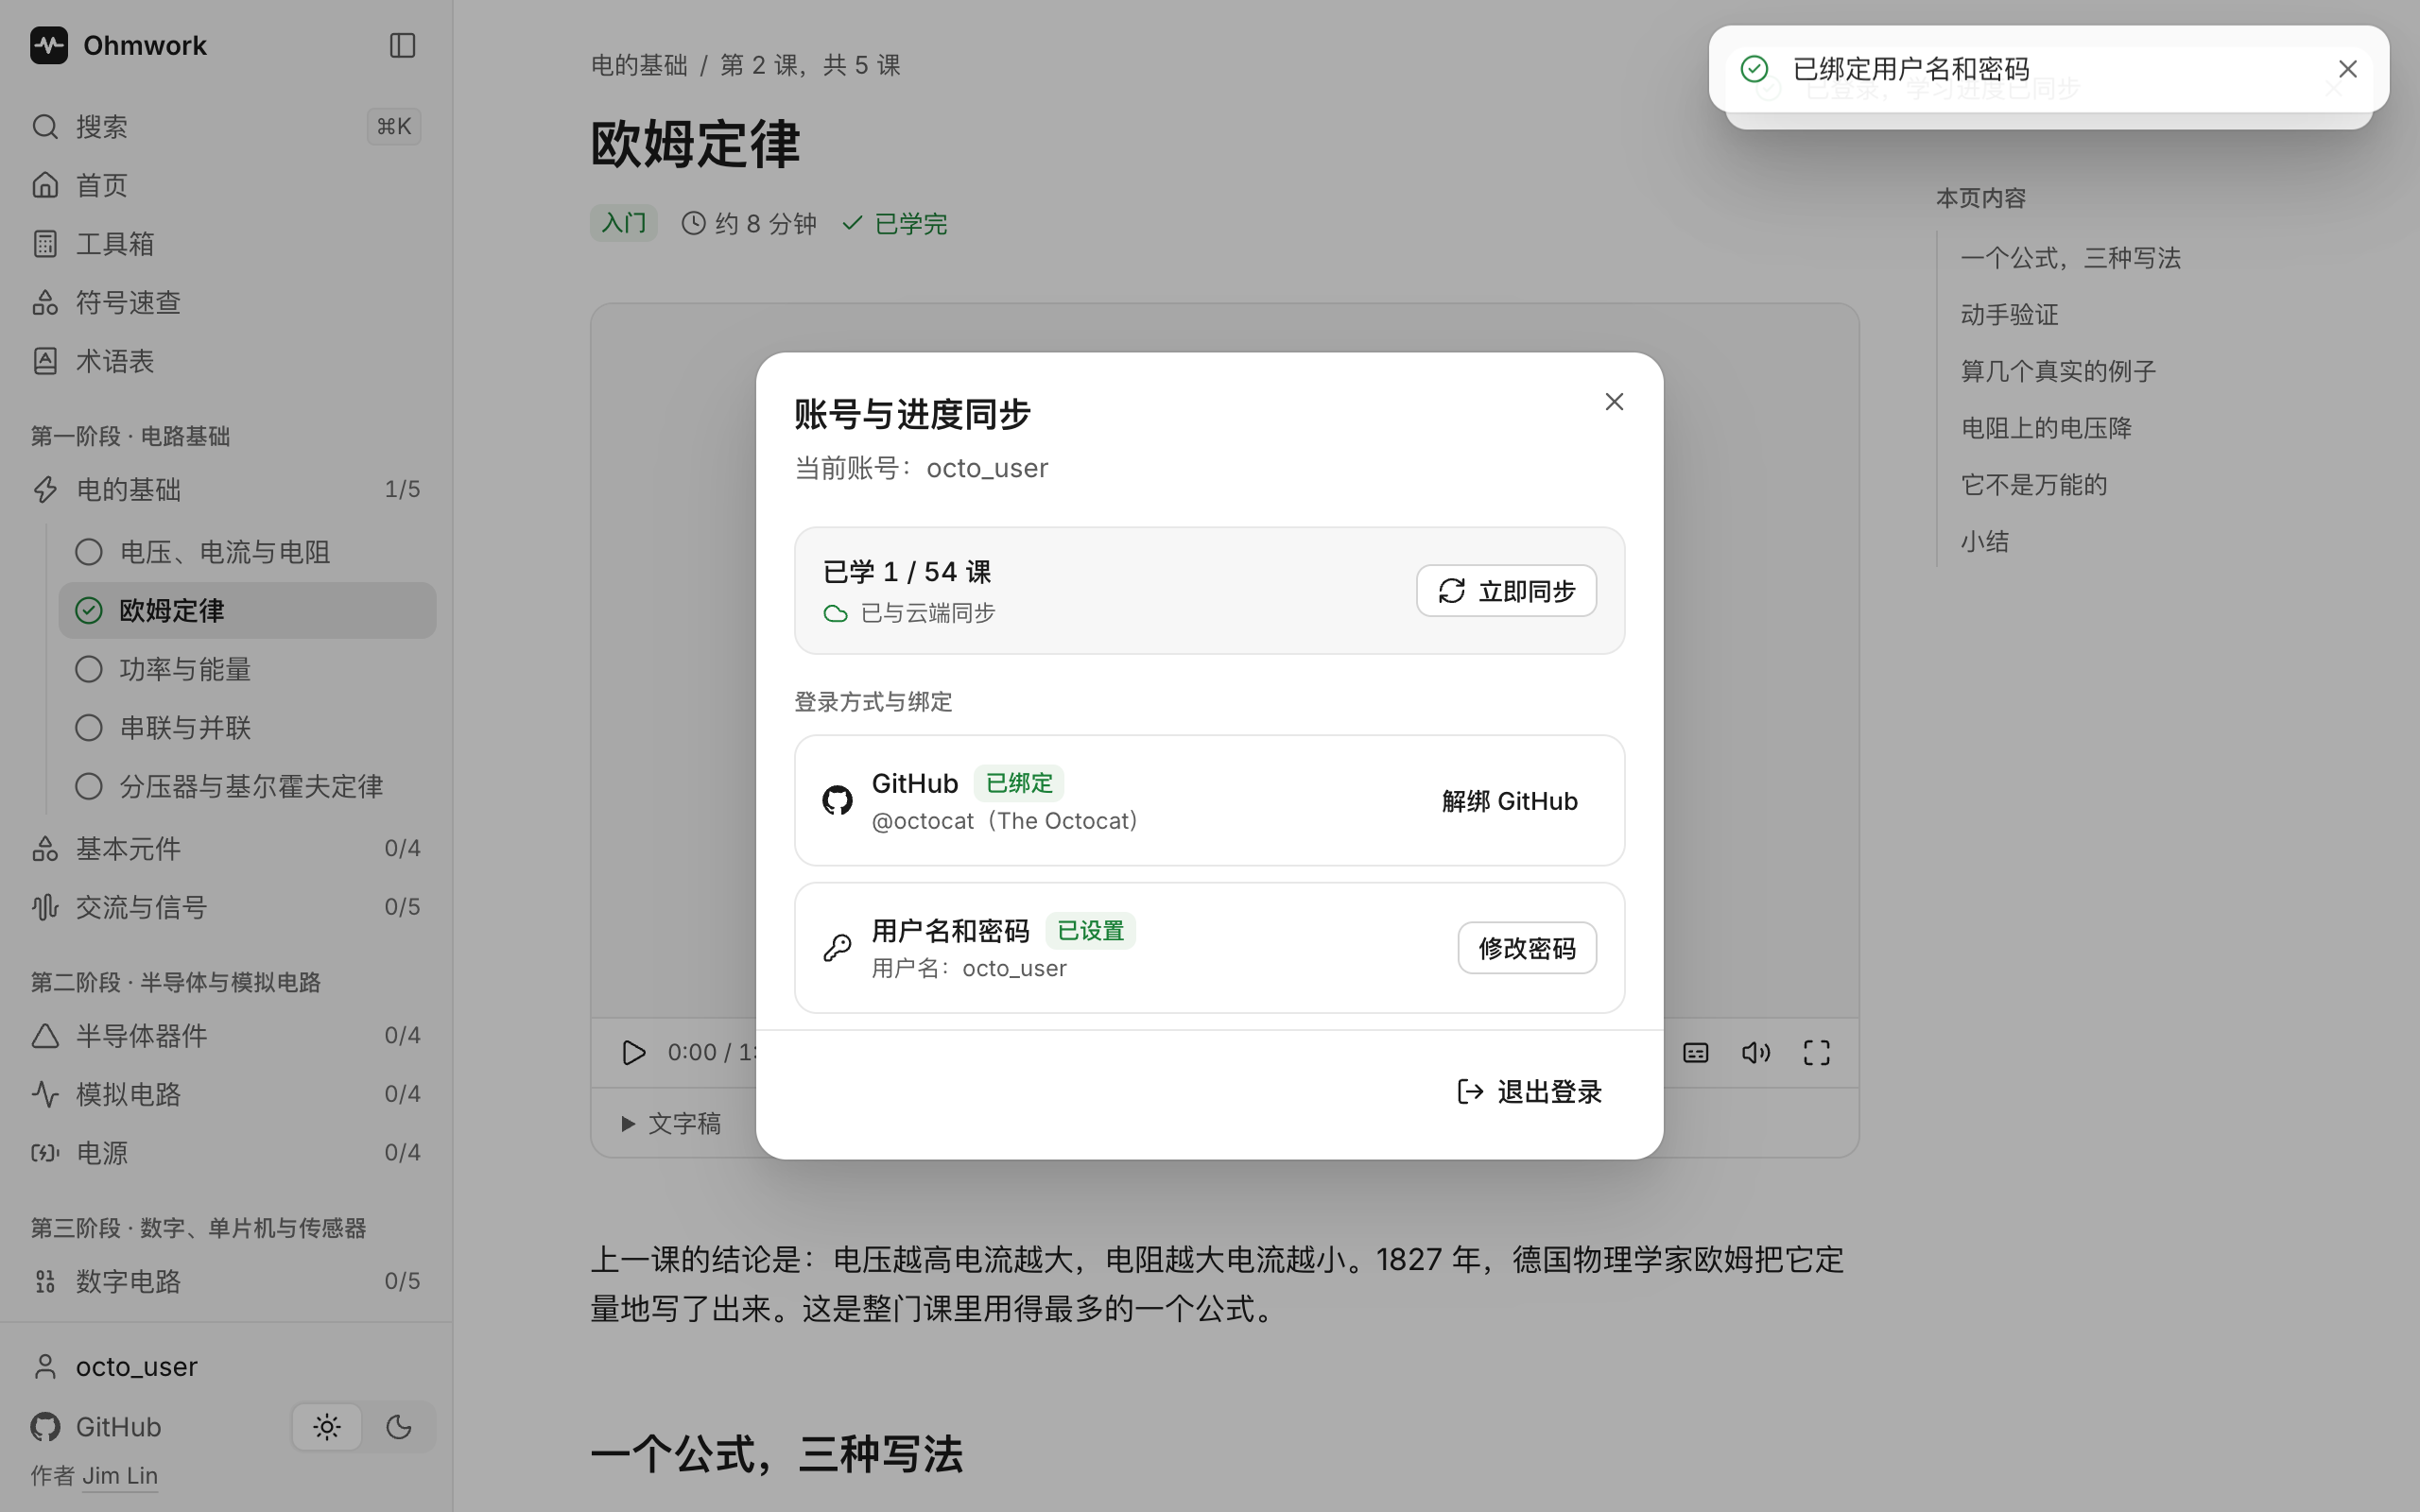 Ohmwork
搜索
⌘K
首页
工具箱
符号速查
术语表
第一阶段 · 电路基础
电的基础
1/5
电压、电流与电阻
欧姆定律
功率与能量
串联与并联
分压器与基尔霍夫定律
基本元件
0/4
交流与信号
0/5
第二阶段 · 半导体与模拟电路
半导体器件
0/4
模拟电路
0/4
电源
0/4
第三阶段 · 数字、单片机与传感器
数字电路
0/5
octo_user
GitHub
作者 Jim Lin
电的基础 / 第 2 课，共 5 课
欧姆定律
入门
约 8 分钟
已学完
0:00 / 1:
文字稿
上一课的结论是：电压越高电流越大，电阻越大电流越小。1827 年，德国物理学家欧姆把它定
量地写了出来。这是整门课里用得最多的一个公式。
一个公式，三种写法
账号与进度同步
当前账号：octo_user
已学 1 / 54 课
已与云端同步
立即同步
登录方式与绑定
GitHub
已绑定
@octocat（The Octocat）
解绑 GitHub
用户名和密码
已设置
用户名：octo_user
修改密码
退出登录
已绑定用户名和密码
已登录，学习进度已同步
本页内容
一个公式，三种写法
动手验证
算几个真实的例子
电阻上的电压降
它不是万能的
小结